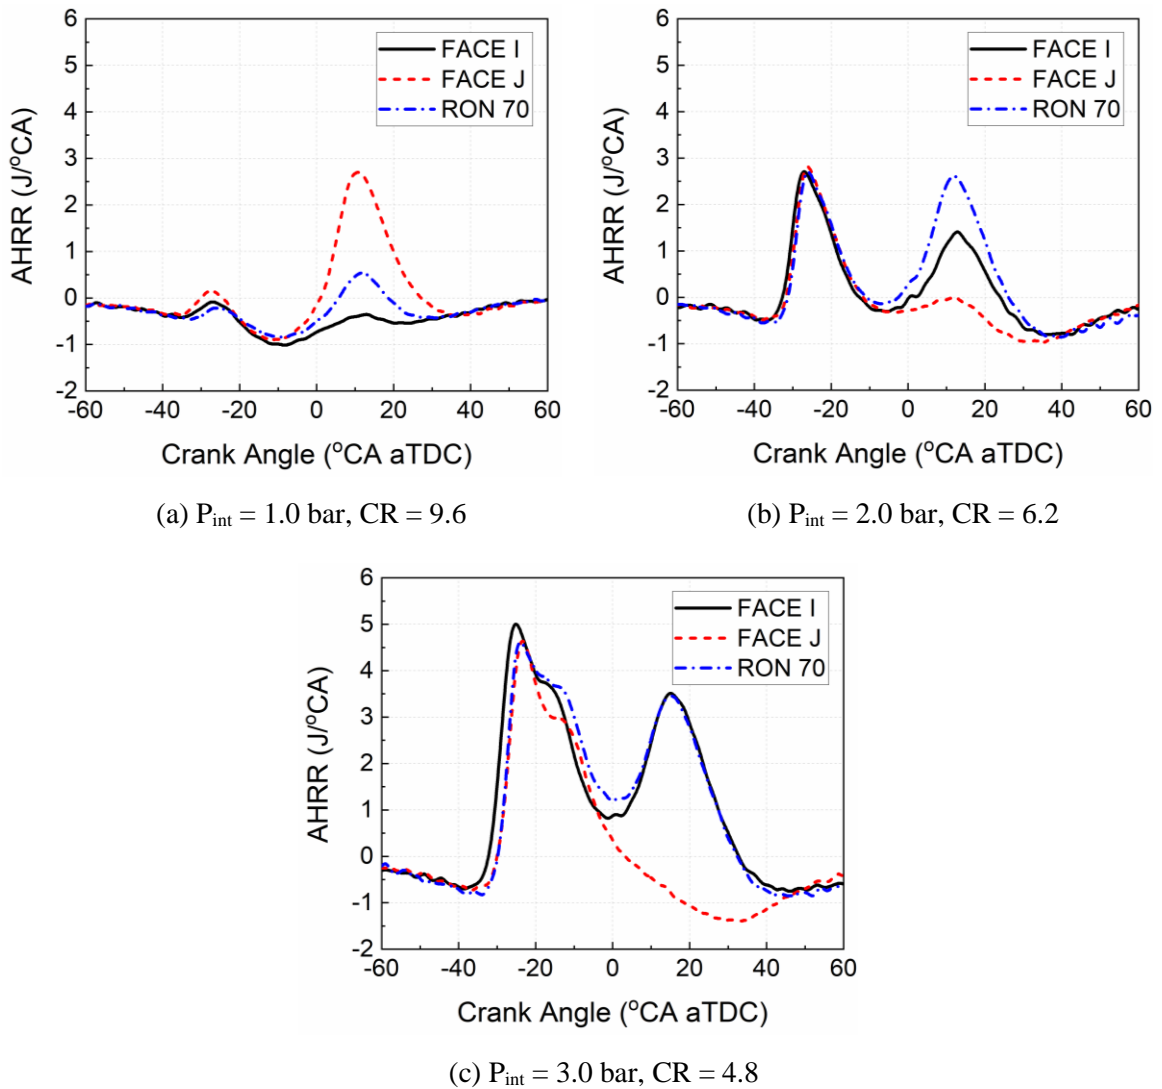 6
5
4
3
2
1
0
-1
-2
-60 -40 -20 0 20 40 60
AHRR (J/°CA)
Crank Angle (°CA aTDC)
FACE I
FACE J
RON 70
(a) Pint = 1.0 bar, CR = 9.6
6
5
4
3
2
1
0
-1
-2
-60 -40 -20 0 20 40 60
AHRR (J/°CA)
Crank Angle (°CA aTDC)
FACE I
FACE J
RON 70
(b) Pint = 2.0 bar, CR = 6.2
6
5
4
3
2
1
0
-1
-2
-60 -40 -20 0 20 40 60
AHRR (J/°CA)
Crank Angle (°CA aTDC)
FACE I
FACE J
RON 70
(c) Pint = 3.0 bar, CR = 4.8